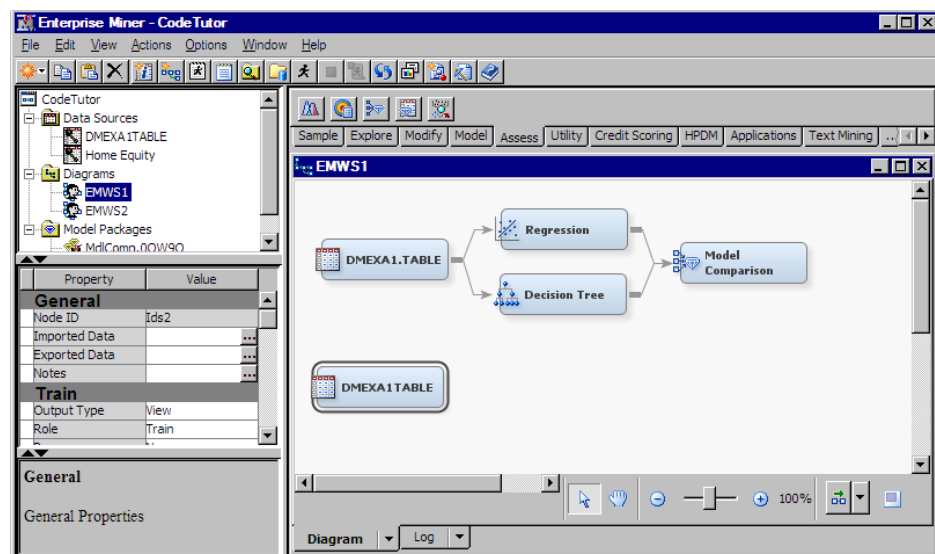 Enterprise Miner - CodeTutor
File Edit View Actions Options Window Help
CodeTutor
Data Sources
DMEXA1TABLE
Home Equity
Diagrams
EMWS1
EMWS2
Model Packages
MdlComp.0OW9O
Property Value
General
Node ID Ids2
Imported Data ...
Exported Data ...
Notes ...
Train
Output Type View
Role Train
General
General Properties
Sample Explore Modify Model Assess Utility Credit Scoring HPDM Applications Text Mining ...
EMWS1
DMEXA1.TABLE
Regression
Decision Tree
Model
Comparison
DMEXA1TABLE
100%
Diagram Log